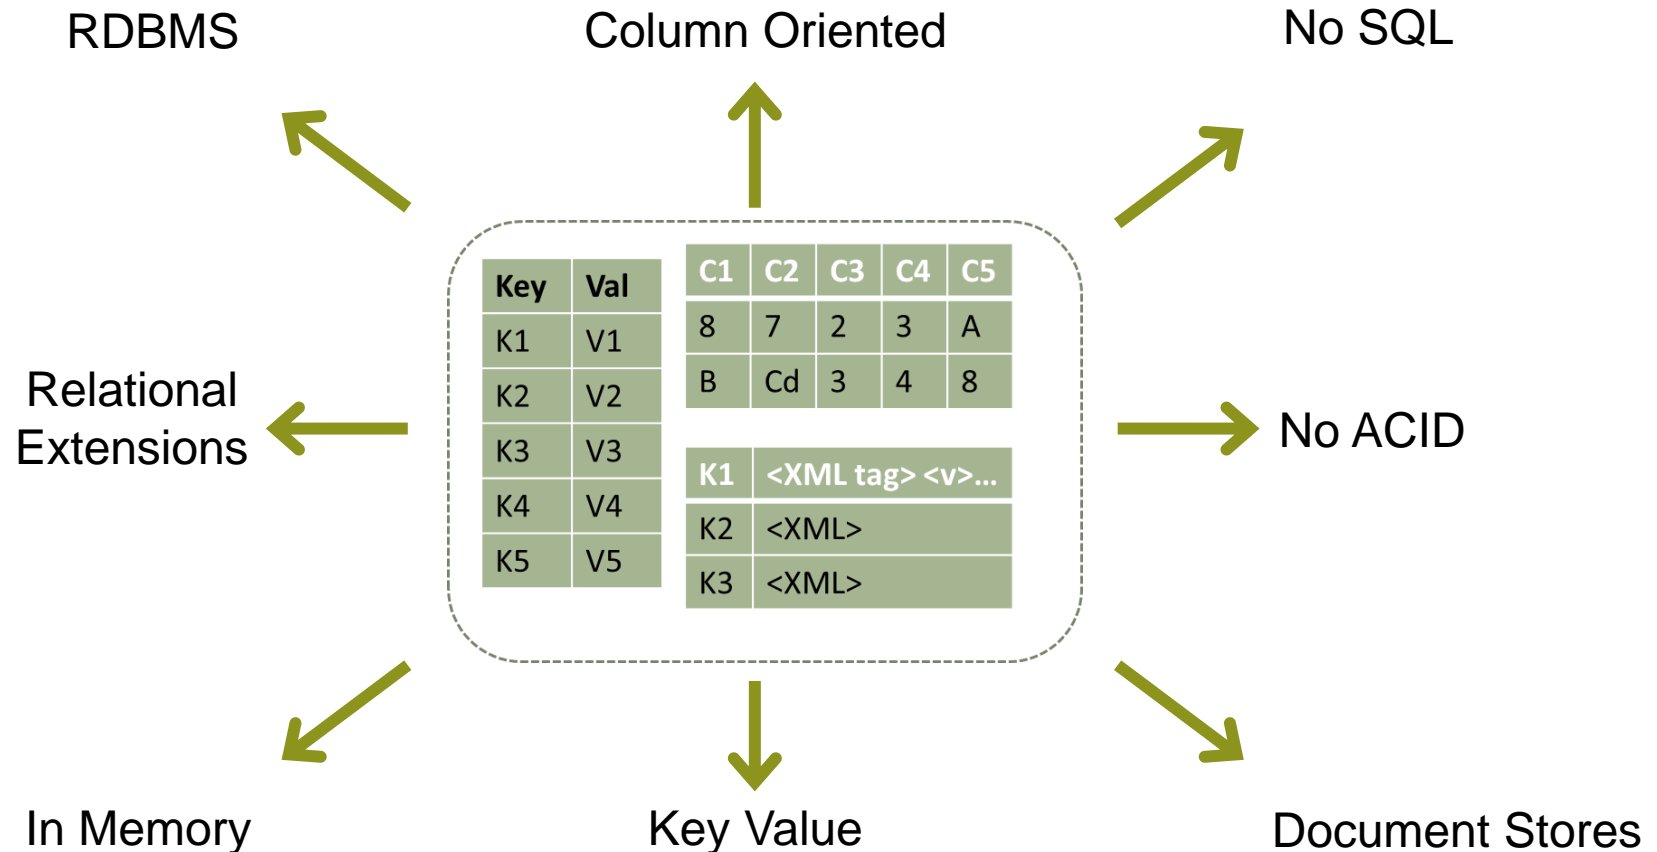 RDBMS
Column Oriented
No SQL
Key Val
K1 V1
K2 V2
K3 V3
K4 V4
K5 V5
C1 C2 C3 C4 C5
8 7 2 3 A
B Cd 3 4 8
K1 <XML tag> <v>...
K2 <XML>
K3 <XML>
Relational
Extensions
No ACID
In Memory
Key Value
Document Stores